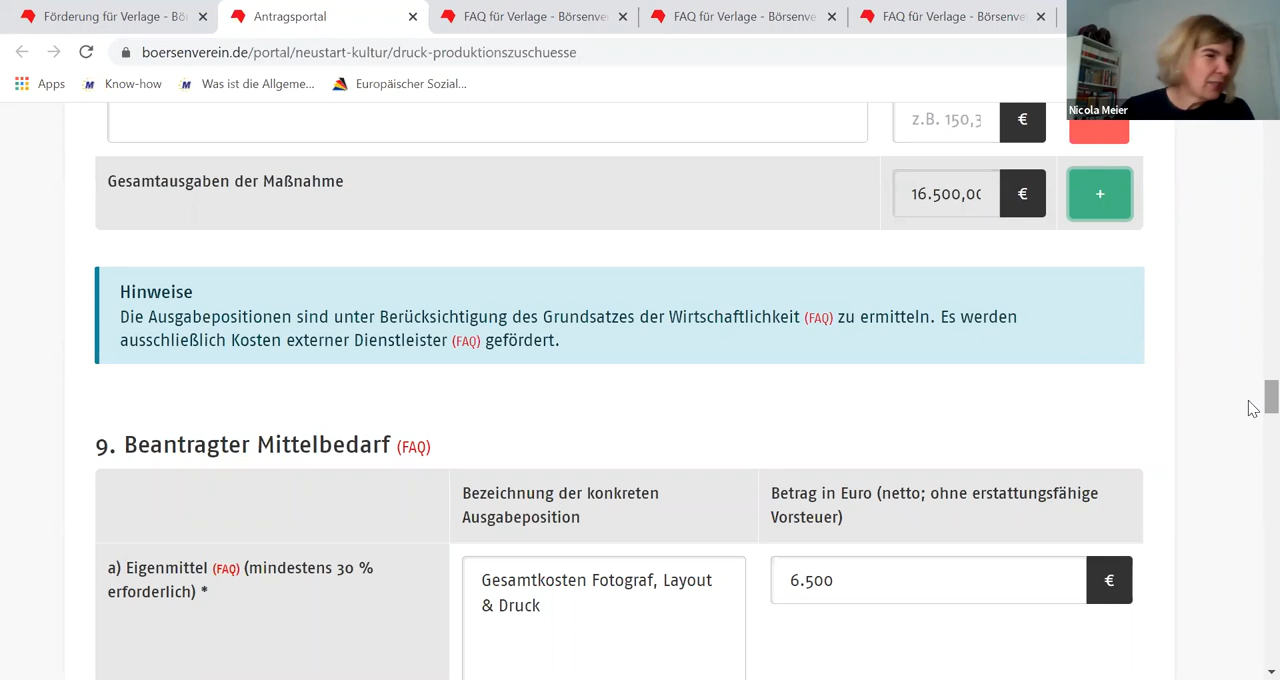 Förderung für Verlage - Bö
Antragsportal
FAQ für Verlage - Börsenve
FAQ für Verlage - Börsenve
FAQ für Verlage - Börsenve
boersenverein.de/portal/neustart-kultur/druck-produktionszuschuesse
Apps
Know-how
Was ist die Allgeme...
Europäischer Sozial...
Nicola Meier
z.B. 150,3
€
Gesamtausgaben der Maßnahme
16.500,00
€
+
Hinweise
Die Ausgabepositionen sind unter Berücksichtigung des Grundsatzes der Wirtschaftlichkeit (FAQ) zu ermitteln. Es werden
ausschließlich Kosten externer Dienstleister (FAQ) gefördert.
9. Beantragter Mittelbedarf (FAQ)
Bezeichnung der konkreten
Ausgabeposition
Betrag in Euro (netto; ohne erstattungsfähige
Vorsteuer)
a) Eigenmittel (FAQ) (mindestens 30 %
erforderlich) *
Gesamtkosten Fotograf, Layout
& Druck
6.500
€